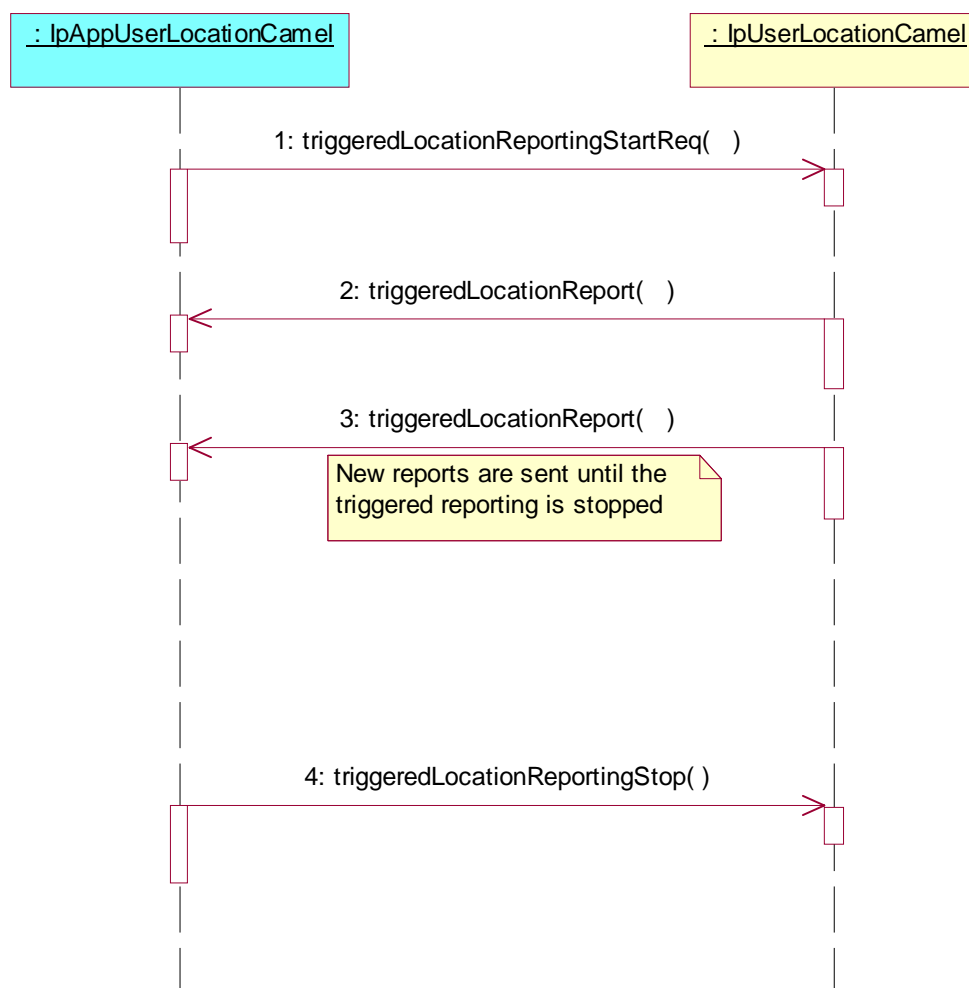 : IpAppUserLocationCamel
: IpUserLocationCamel
1: triggeredLocationReportingStartReq( )
2: triggeredLocationReport( )
3: triggeredLocationReport( )
New reports are sent until the
triggered reporting is stopped
4: triggeredLocationReportingStop( )